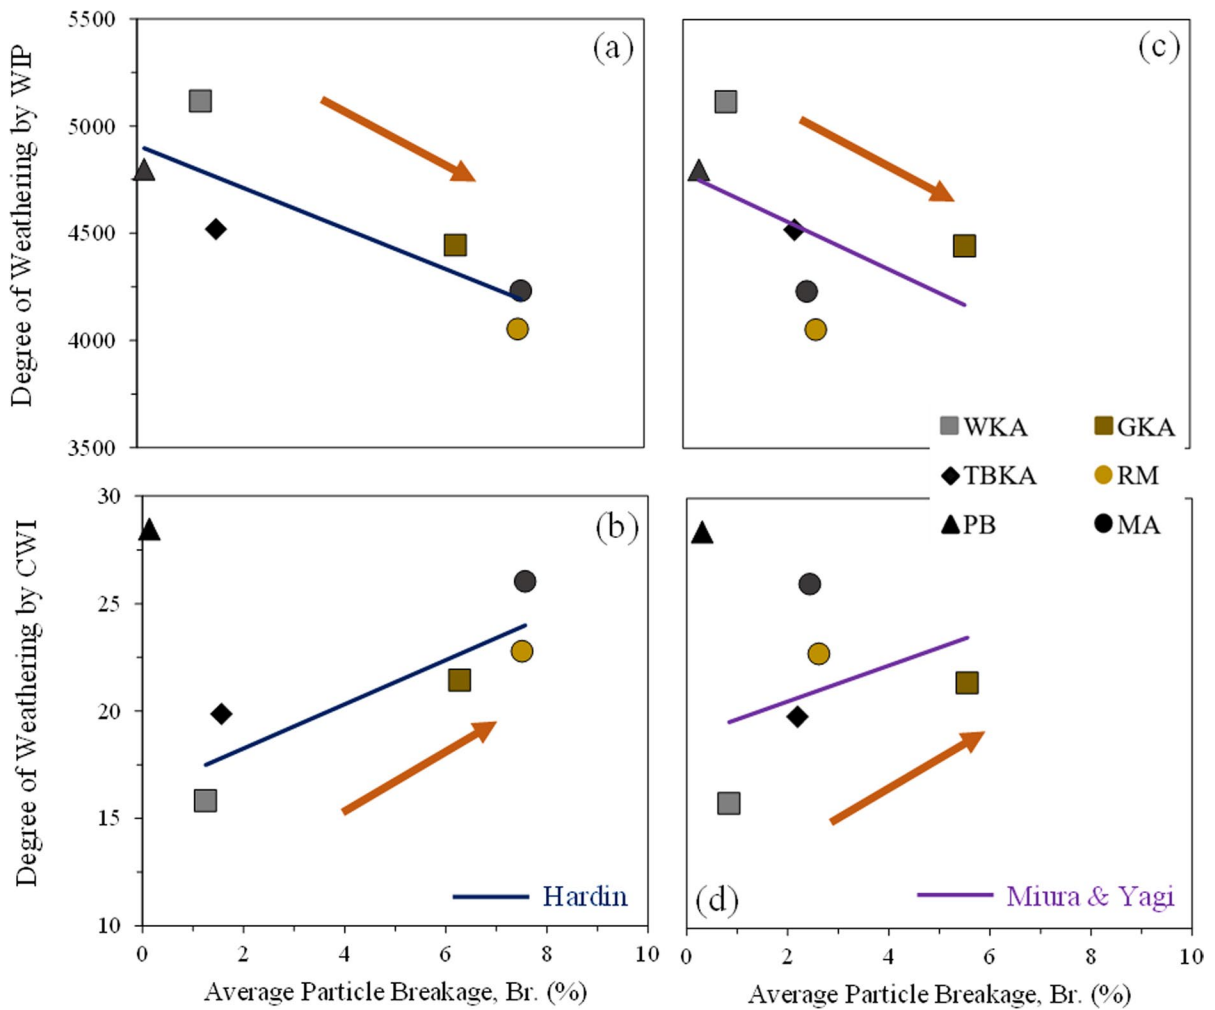 5500
(a)
(c)
5000
4500
4000
3500
Degree of Weathering by WIP
WKA
GKA
TBKA
RM
PB
MA
30
(b)
25
20
15
10
Degree of Weathering by CWI
Hardin
(d)
Miura & Yagi
0 2 4 6 8 10
0 2 4 6 8 10
Average Particle Breakage, Br. (%)
Average Particle Breakage, Br. (%)